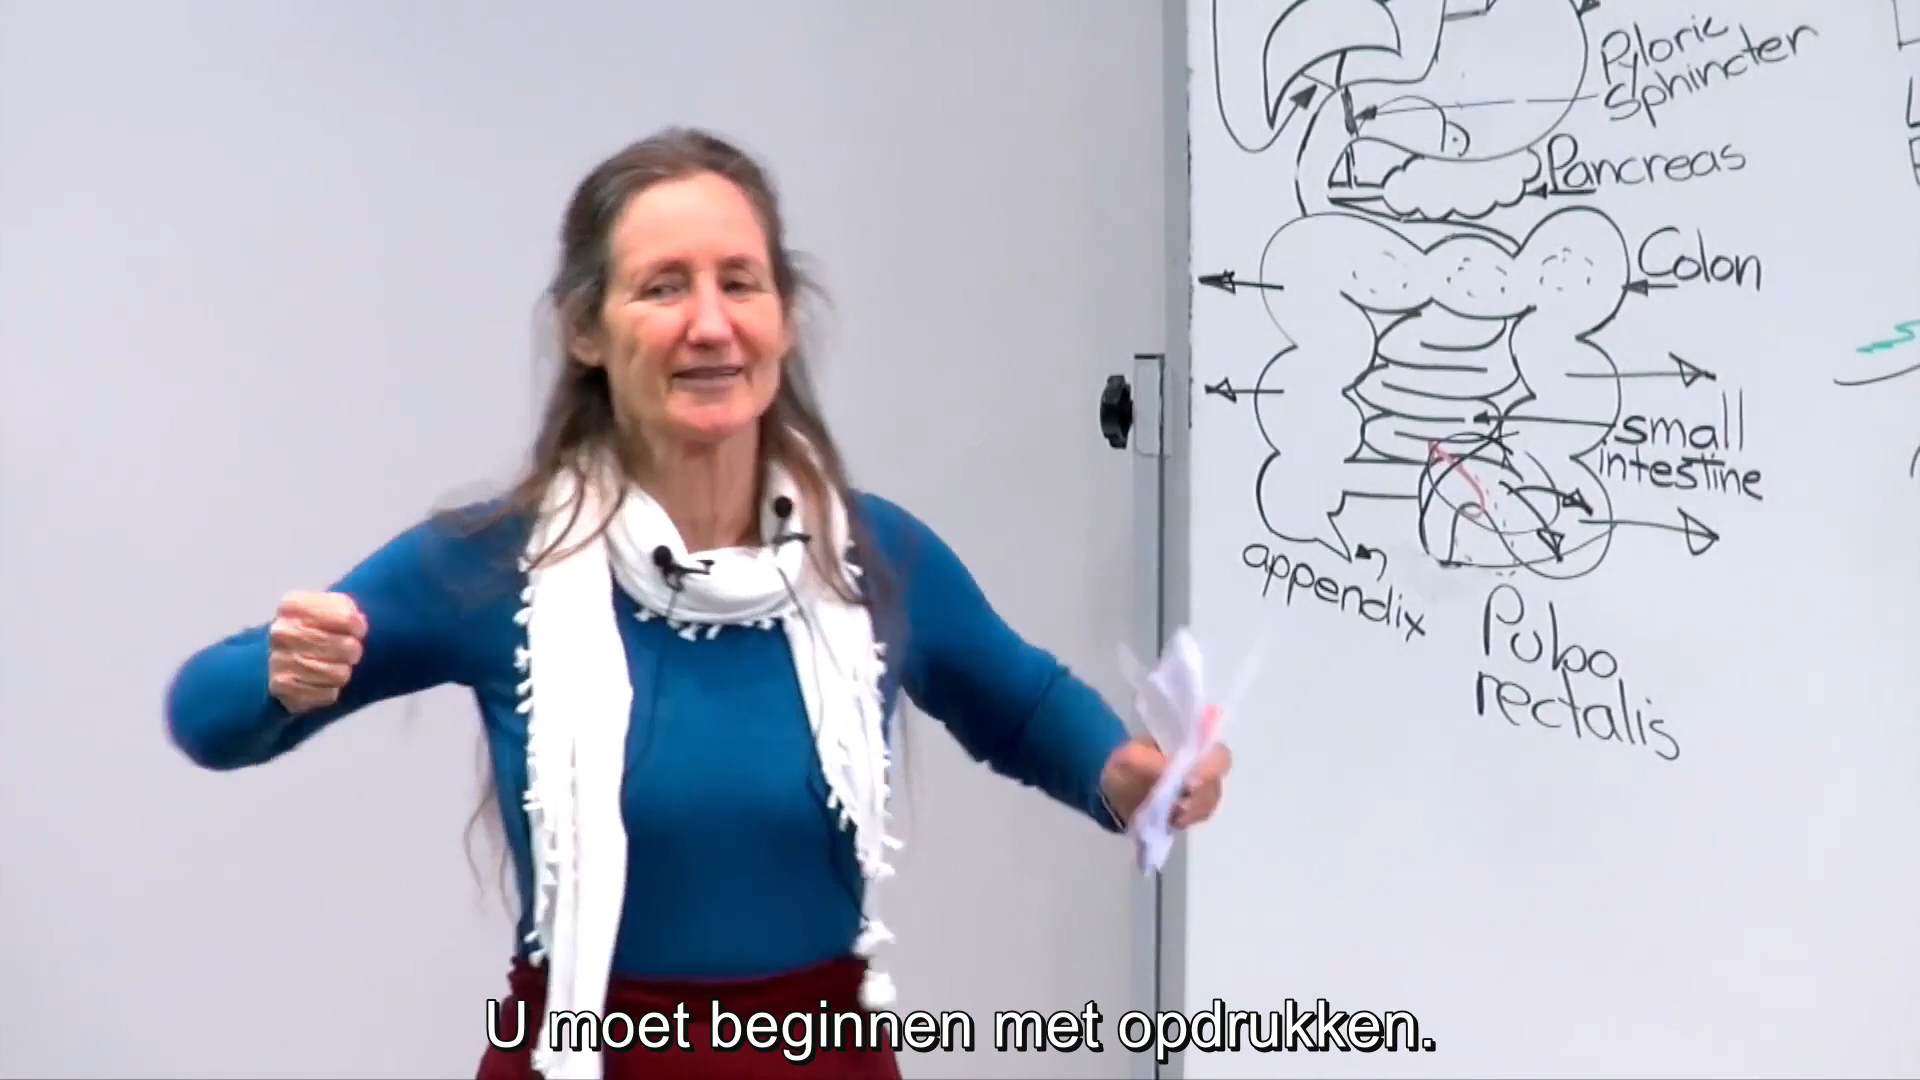 Pyloric
Sphincter
Pancreas
Colon
small
intestine
appendix
Pubo
rectalis
U moet beginnen met opdrukken.